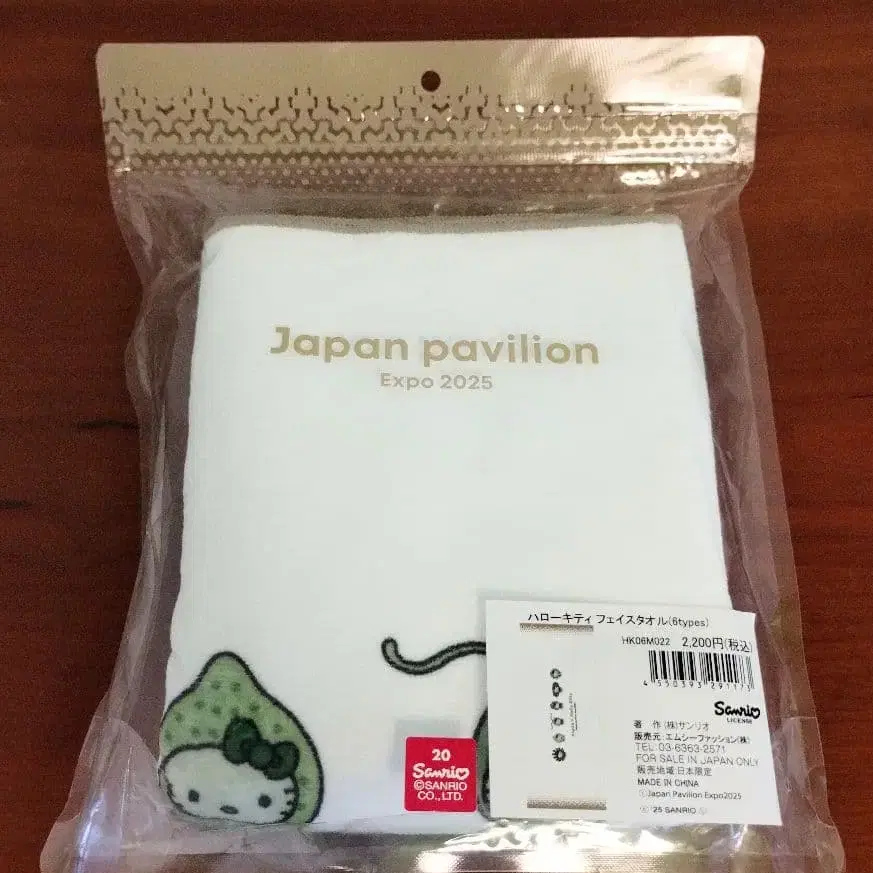 Japan pavilion
Expo 2025
ハローキティ フェイスタオル(6types)
HK06M022 2,200円(税込)
4 550393 291171
Sanrio
LICENSE
著 作 (株)サンリオ
販売元:エムシーファッション(株)
TEL:03-6363-2571
FOR SALE IN JAPAN ONLY
販売地域:日本限定
MADE IN CHINA
ⒸJapan Pavilion Expo2025
Ⓒ'25 SANRIO Ⓛ
20
Sanrio
©SANRIO
CO.,LTD.